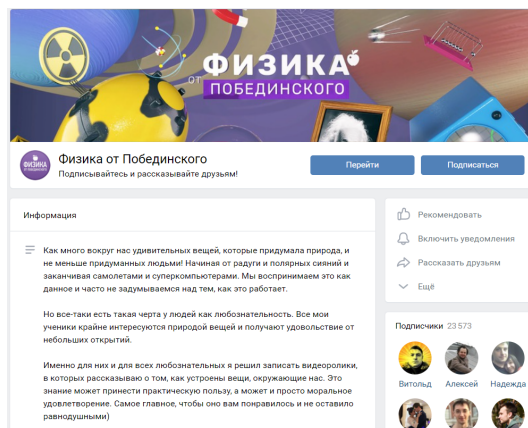 ФИЗИКА
ОТ
ПОБЕДИНСКОГО
ФИЗИКА
ОТ ПОБЕДИНСКОГО
Физика от Побединского
Подписывайтесь и рассказывайте друзьям!
Перейти
Подписаться
Информация
Как много вокруг нас удивительных вещей, которые придумала природа, и
не меньше придуманных людьми! Начиная от радуги и полярных сияний и
заканчивая самолетами и суперкомпьютерами. Мы воспринимаем это как
данное и часто не задумываемся над тем, как это работает.
Но все-таки есть такая черта у людей как любознательность. Все мои
ученики крайне интересуются природой вещей и получают удовольствие от
небольших открытий.
Именно для них и для всех любознательных я решил записать видеоролики,
в которых рассказываю о том, как устроены вещи, окружающие нас. Это
знание может принести практическую пользу, а может и просто моральное
удовлетворение. Самое главное, чтобы оно вам понравилось и не оставило
равнодушными)
Рекомендовать
Включить уведомления
Рассказать друзьям
Ещё
Подписчики 23 573
Витольд
Алексей
Надежда